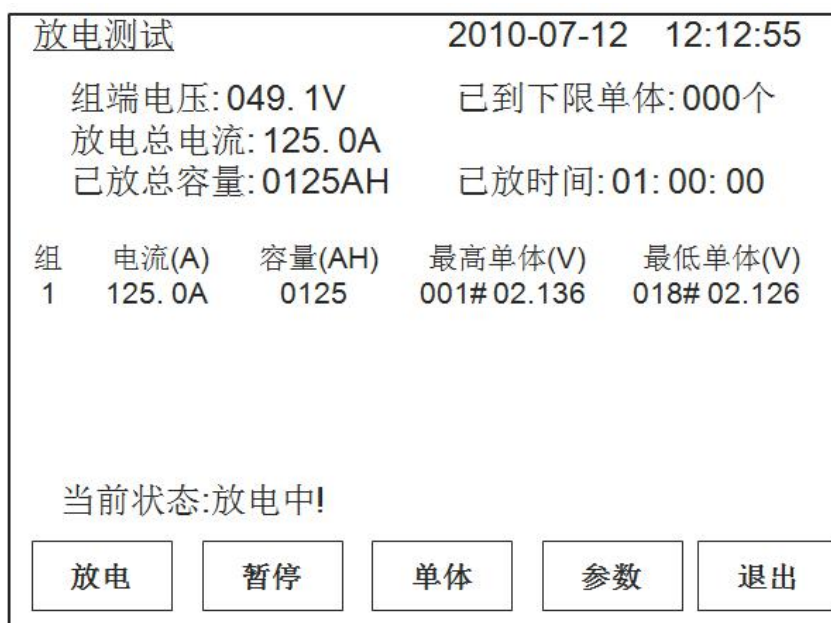 放电测试 2010-07-12 12:12:55
组端电压:049.1V 已到下限单体:000个
放电总电流:125.0A
已放总容量:0125AH 已放时间:01:00:00
组 电流(A) 容量(AH) 最高单体(V) 最低单体(V)
1 125.0A 0125 001# 02.136 018# 02.126
当前状态:放电中!
放电 暂停 单体 参数 退出